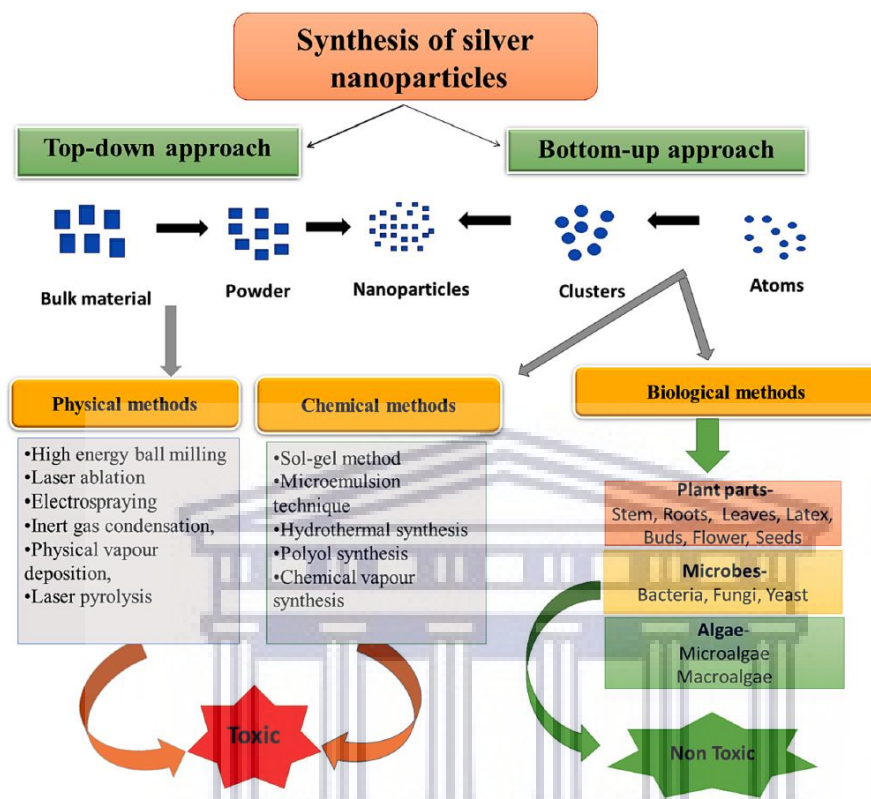 Synthesis of silver
nanoparticles
Top-down approach
Bottom-up approach
Bulk material
Powder
Nanoparticles
Clusters
Atoms
Physical methods
•High energy ball milling
•Laser ablation
•Electrospraying
•Inert gas condensation,
•Physical vapour
deposition,
•Laser pyrolysis
Chemical methods
•Sol-gel method
•Microemulsion
technique
•Hydrothermal synthesis
•Polyol synthesis
•Chemical vapour
synthesis
Biological methods
Plant parts-
Stem, Roots, Leaves, Latex,
Buds, Flower, Seeds
Microbes-
Bacteria, Fungi, Yeast
Algae-
Microalgae
Macroalgae
Toxic
Non Toxic